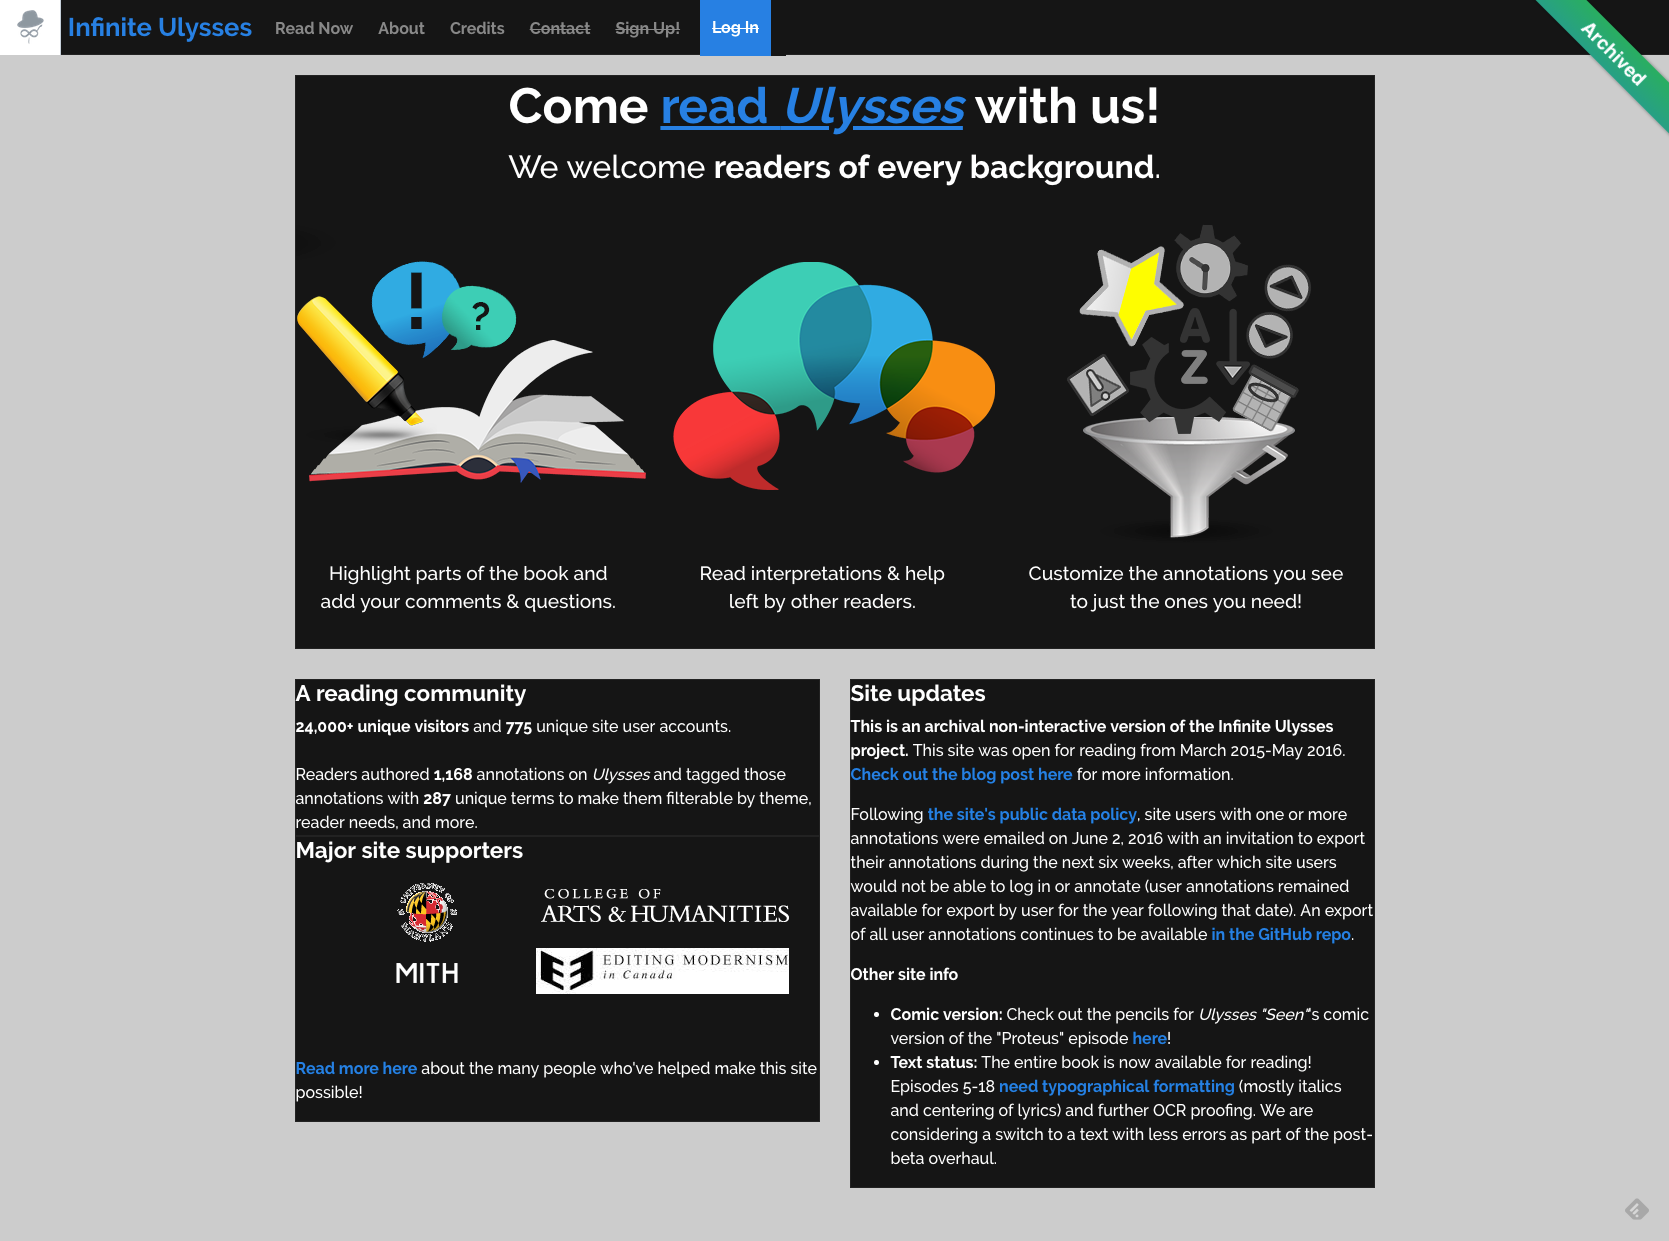 Infinite Ulysses Read Now About Credits Contact Sign Up! Log In
Archived
Come read Ulysses with us!
We welcome readers of every background.
! ?
A
Z
Highlight parts of the book and
add your comments & questions.
Read interpretations & help
left by other readers.
Customize the annotations you see
to just the ones you need!
A reading community
24,000+ unique visitors and 775 unique site user accounts.
Readers authored 1,168 annotations on Ulysses and tagged those
annotations with 287 unique terms to make them filterable by theme,
reader needs, and more.
Major site supporters
COLLEGE OF
ARTS & HUMANITIES
MITH
EDITING MODERNISM
in Canada
Read more here about the many people who've helped make this site
possible!
Site updates
This is an archival non-interactive version of the Infinite Ulysses
project. This site was open for reading from March 2015-May 2016.
Check out the blog post here for more information.
Following the site's public data policy, site users with one or more
annotations were emailed on June 2, 2016 with an invitation to export
their annotations during the next six weeks, after which site users
would not be able to log in or annotate (user annotations remained
available for export by user for the year following that date). An export
of all user annotations continues to be available in the GitHub repo.
Other site info
• Comic version: Check out the pencils for Ulysses "Seen"'s comic
version of the "Proteus" episode here!
• Text status: The entire book is now available for reading!
Episodes 5-18 need typographical formatting (mostly italics
and centering of lyrics) and further OCR proofing. We are
considering a switch to a text with less errors as part of the post-
beta overhaul.